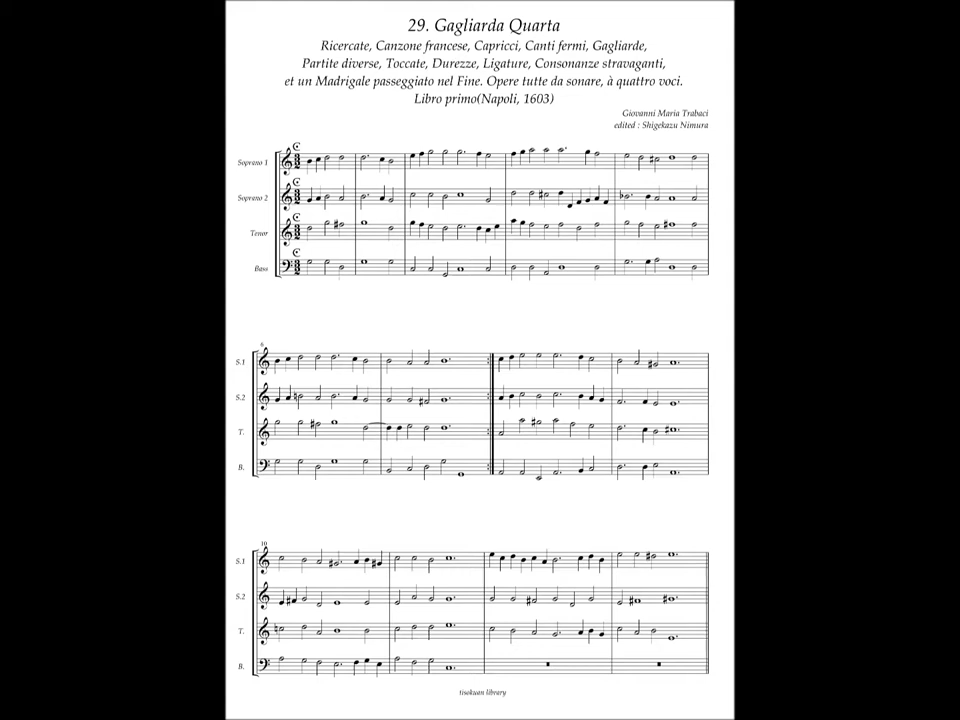 29. Gagliarda Quarta
Ricercate, Canzone francese, Capricci, Canti fermi, Gagliarde,
Partite diverse, Toccate, Durezze, Ligature, Consonanze stravaganti,
et un Madrigale passeggiato nel Fine. Opere tutte da sonare, à quattro voci.
Libro primo(Napoli, 1603)
Giovanni Maria Trabaci
edited : Shigekazu Nimura
Soprano 1
Soprano 2
Tenor
Bass
6
S.1
S.2
T.
B.
10
S.1
S.2
T.
B.
tisekuan library